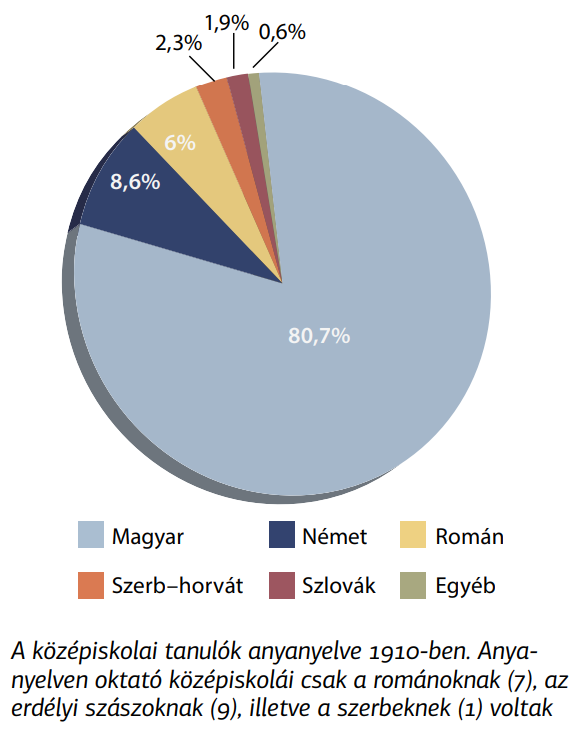 1,9%
0,6%
2,3%
6%
8,6%
80,7%
Magyar Német Román
Szerb–horvát Szlovák Egyéb
A középiskolai tanulók anyanyelve 1910-ben. Anya-
nyelven oktató középiskolái csak a románoknak (7), az
erdélyi szászoknak (9), illetve a szerbeknek (1) voltak